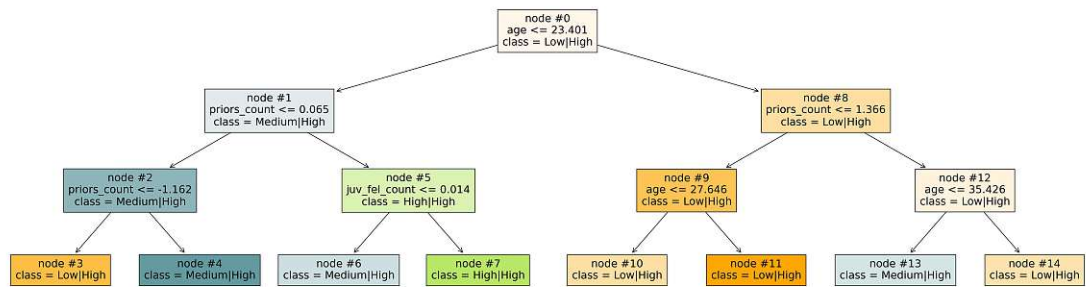 node #0
age <= 23.401
class = Low|High
node #1
priors_count <= 0.065
class = Medium|High
node #8
priors_count <= 1.366
class = Low|High
node #2
priors_count <= -1.162
class = Medium|High
node #5
juv_fel_count <= 0.014
class = High|High
node #9
age <= 27.646
class = Low|High
node #12
age <= 35.426
class = Low|High
node #3
class = Low|High
node #4
class = Medium|High
node #6
class = Medium|High
node #7
class = High|High
node #10
class = Low|High
node #11
class = Low|High
node #13
class = Medium|High
node #14
class = Low|High